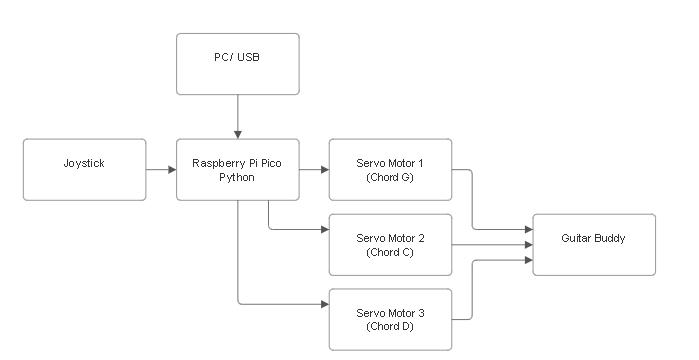 PC/ USB
Joystick
Raspberry Pi Pico
Python
Servo Motor 1
(Chord G)
Servo Motor 2
(Chord C)
Guitar Buddy
Servo Motor 3
(Chord D)